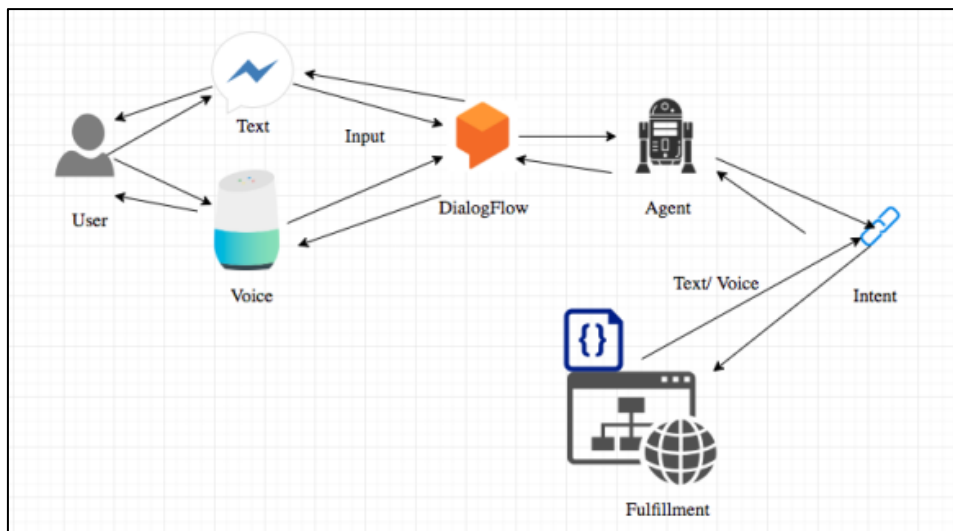 Text
Input
User
DialogFlow
Agent
Voice
Text/ Voice
Intent
{}
Fulfillment